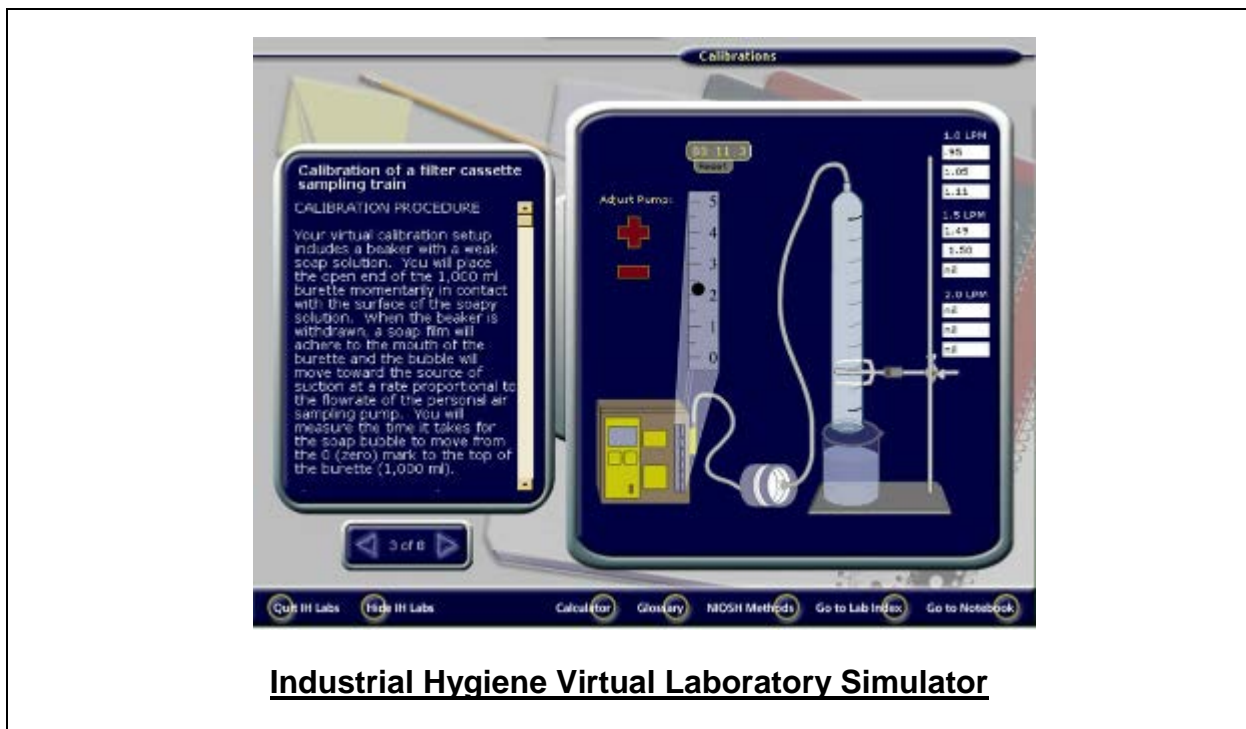 Calibrations
Calibration of a filter cassette
sampling train
CALIBRATION PROCEDURE
Your virtual calibration setup
includes a beaker with a weak
soap solution. You will place
the open end of the 1,000 ml
burette momentarily in contact
with the surface of the soapy
solution. When the beaker is
withdrawn, a soap film will
adhere to the mouth of the
burette and the bubble will
move toward the source of
suction at a rate proportional to
the flowrate of the personal air
sampling pump. You will
measure the time it takes for
the soap bubble to move from
the 0 (zero) mark to the top of
the burette (1,000 ml).
3 of 8
03 11 3
Reset
Adjust Pump:
5
4
3
2
1
0
1.0 LPM
.95
1.05
1.11
1.5 LPM
1.49
1.50
2.0 LPM
Quit IH Labs
Hide IH Labs
Calculator
Glossary
NIOSH Methods
Go to Lab Index
Go to Notebook
Industrial Hygiene Virtual Laboratory Simulator